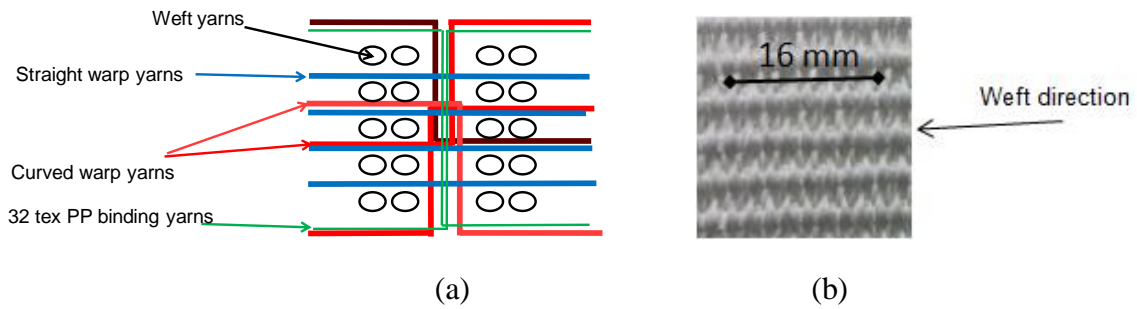 Weft yarns
Straight warp yarns
Curved warp yarns
32 tex PP binding yarns
(a)
16 mm
Weft direction
(b)